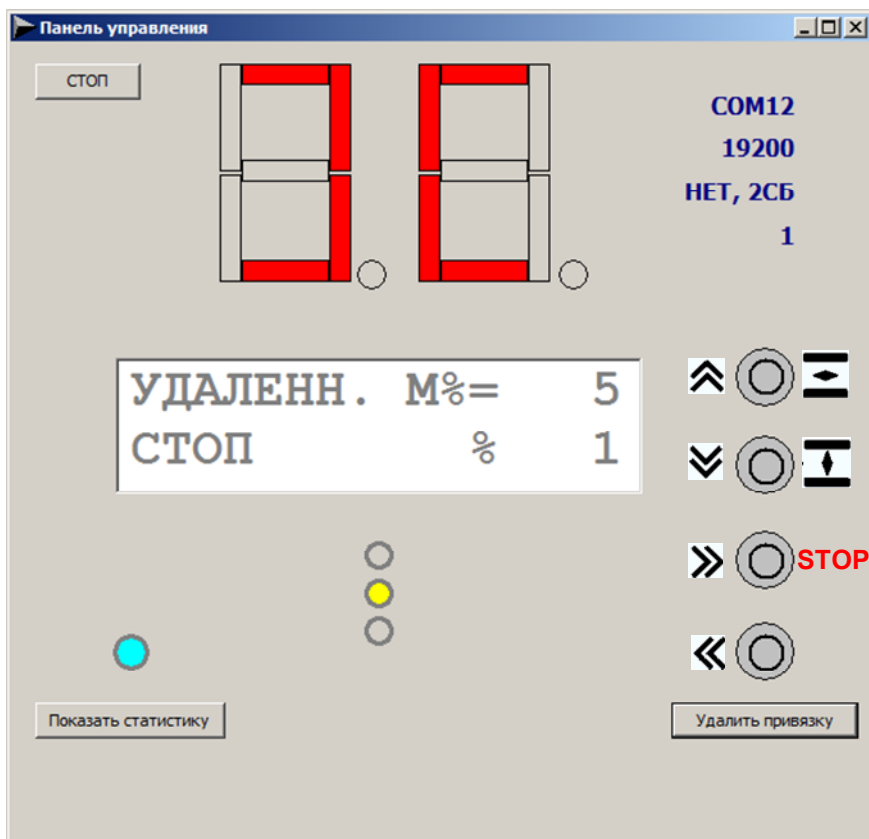 Панель управления
СТОП
COM12
19200
НЕТ, 2СБ
1
УДАЛЕНН. М%= 5
СТОП % 1
STOP
Показать статистику
Удалить привязку